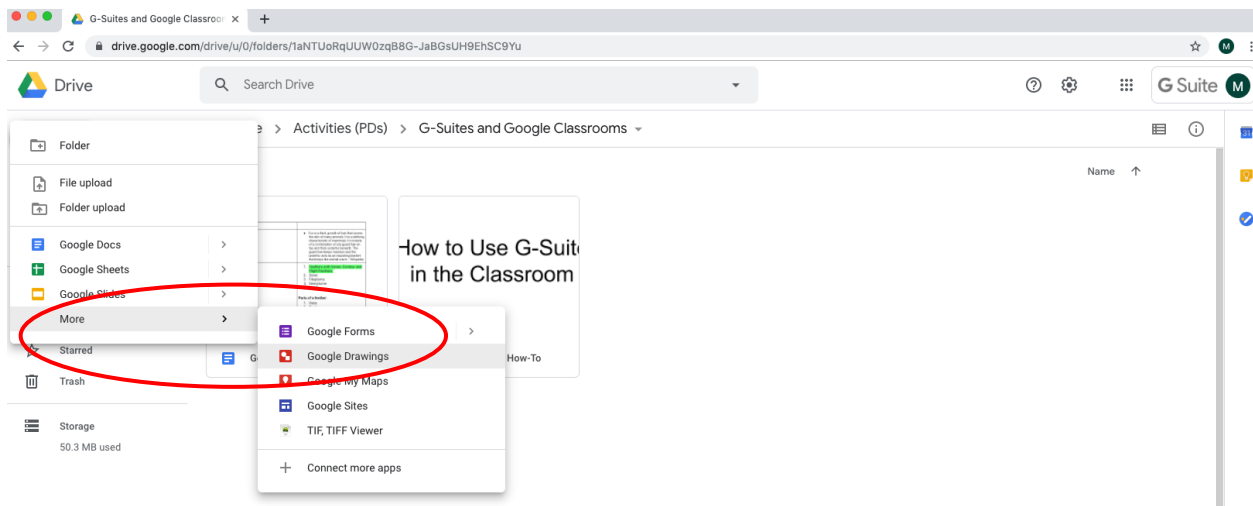 G-Suites and Google Classroor
drive.google.com/drive/u/0/folders/1aNTUoRqUUW0zqB8G-JaBGsUH9EhSC9Yu
M
Drive
Search Drive
G Suite
M
Activities (PDs) > G-Suites and Google Classrooms
Name
Folder
File upload
Folder upload
Google Docs
Google Sheets
Google Slides
More
How to Use G-Suit
in the Classroom
Google Forms
Google Drawings
Google My Maps
Google Sites
TIF, TIFF Viewer
Connect more apps
G
How-To
Starred
Trash
Storage
50.3 MB used
31